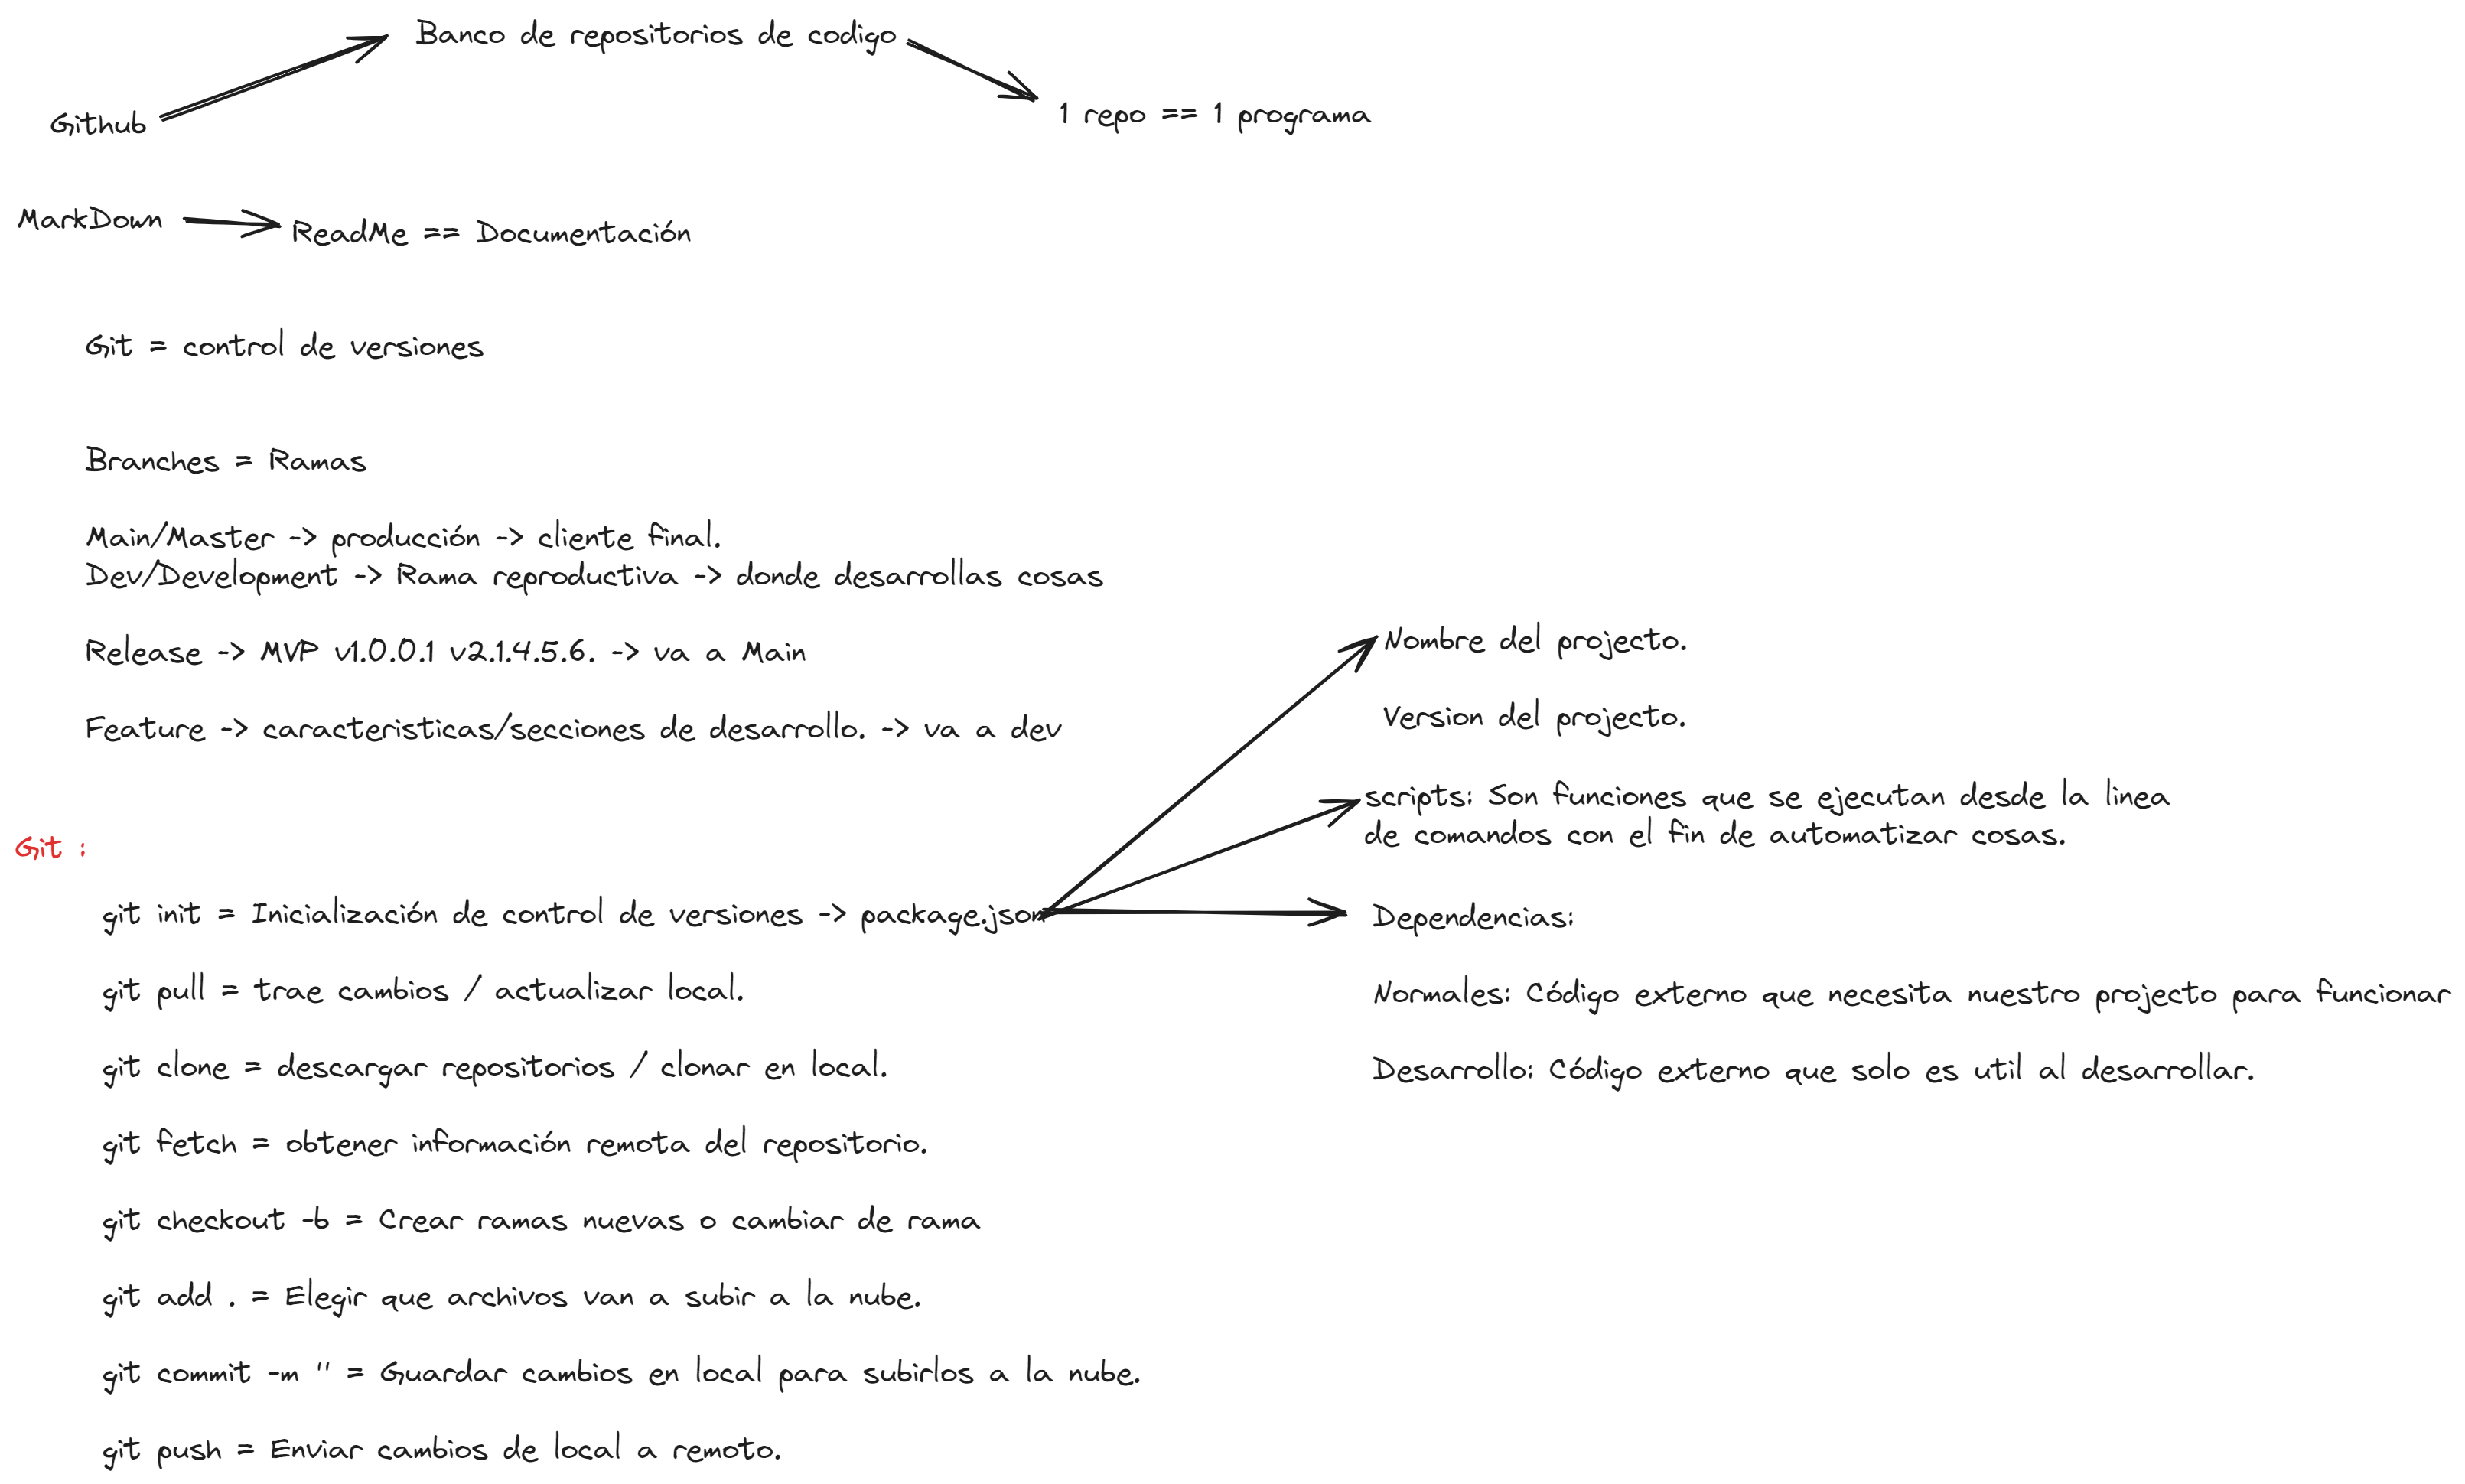 Banco de repositorios de codigo
Github
1 repo == 1 programa
MarkDown
ReadMe == Documentación
Git = control de versiones
Branches = Ramas
Main/Master -> producción -> cliente final.
Dev/Development -> Rama reproductiva -> donde desarrollas cosas
Release -> MVP v1.0.0.1 v2.1.4.5.6. -> va a Main
Feature -> caracteristicas/secciones de desarrollo. -> va a dev
Git :
git init = Inicialización de control de versiones -> package.json
git pull = trae cambios / actualizar local.
git clone = descargar repositorios / clonar en local.
git fetch = obtener información remota del repositorio.
git checkout -b = Crear ramas nuevas o cambiar de rama
git add . = Elegir que archivos van a subir a la nube.
git commit -m '' = Guardar cambios en local para subirlos a la nube.
git push = Enviar cambios de local a remoto.
Nombre del projecto.
Version del projecto.
scripts: Son funciones que se ejecutan desde la linea
de comandos con el fin de automatizar cosas.
Dependencias:
Normales: Código externo que necesita nuestro projecto para funcionar
Desarrollo: Código externo que solo es util al desarrollar.